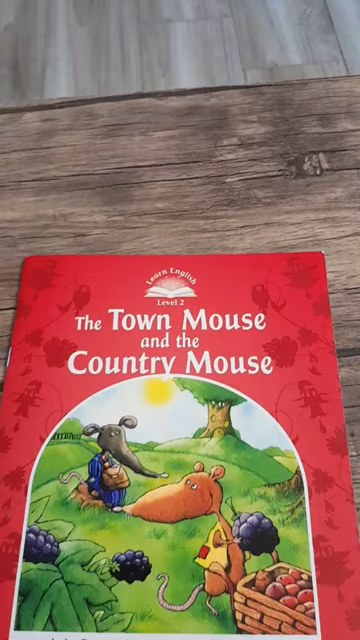 Learn English
Level 2
The Town Mouse
and the
Country Mouse